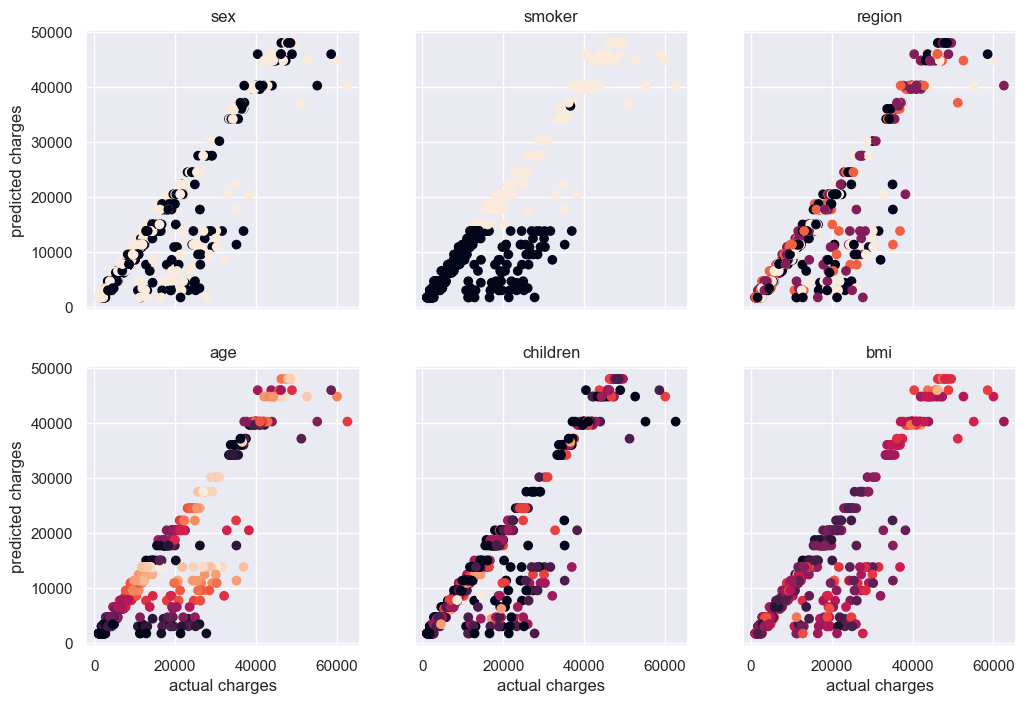 sex
smoker
region
50000
40000
30000
20000
10000
0
predicted charges
age
children
bmi
50000
40000
30000
20000
10000
0
predicted charges
0 20000 40000 60000
0 20000 40000 60000
0 20000 40000 60000
actual charges
actual charges
actual charges